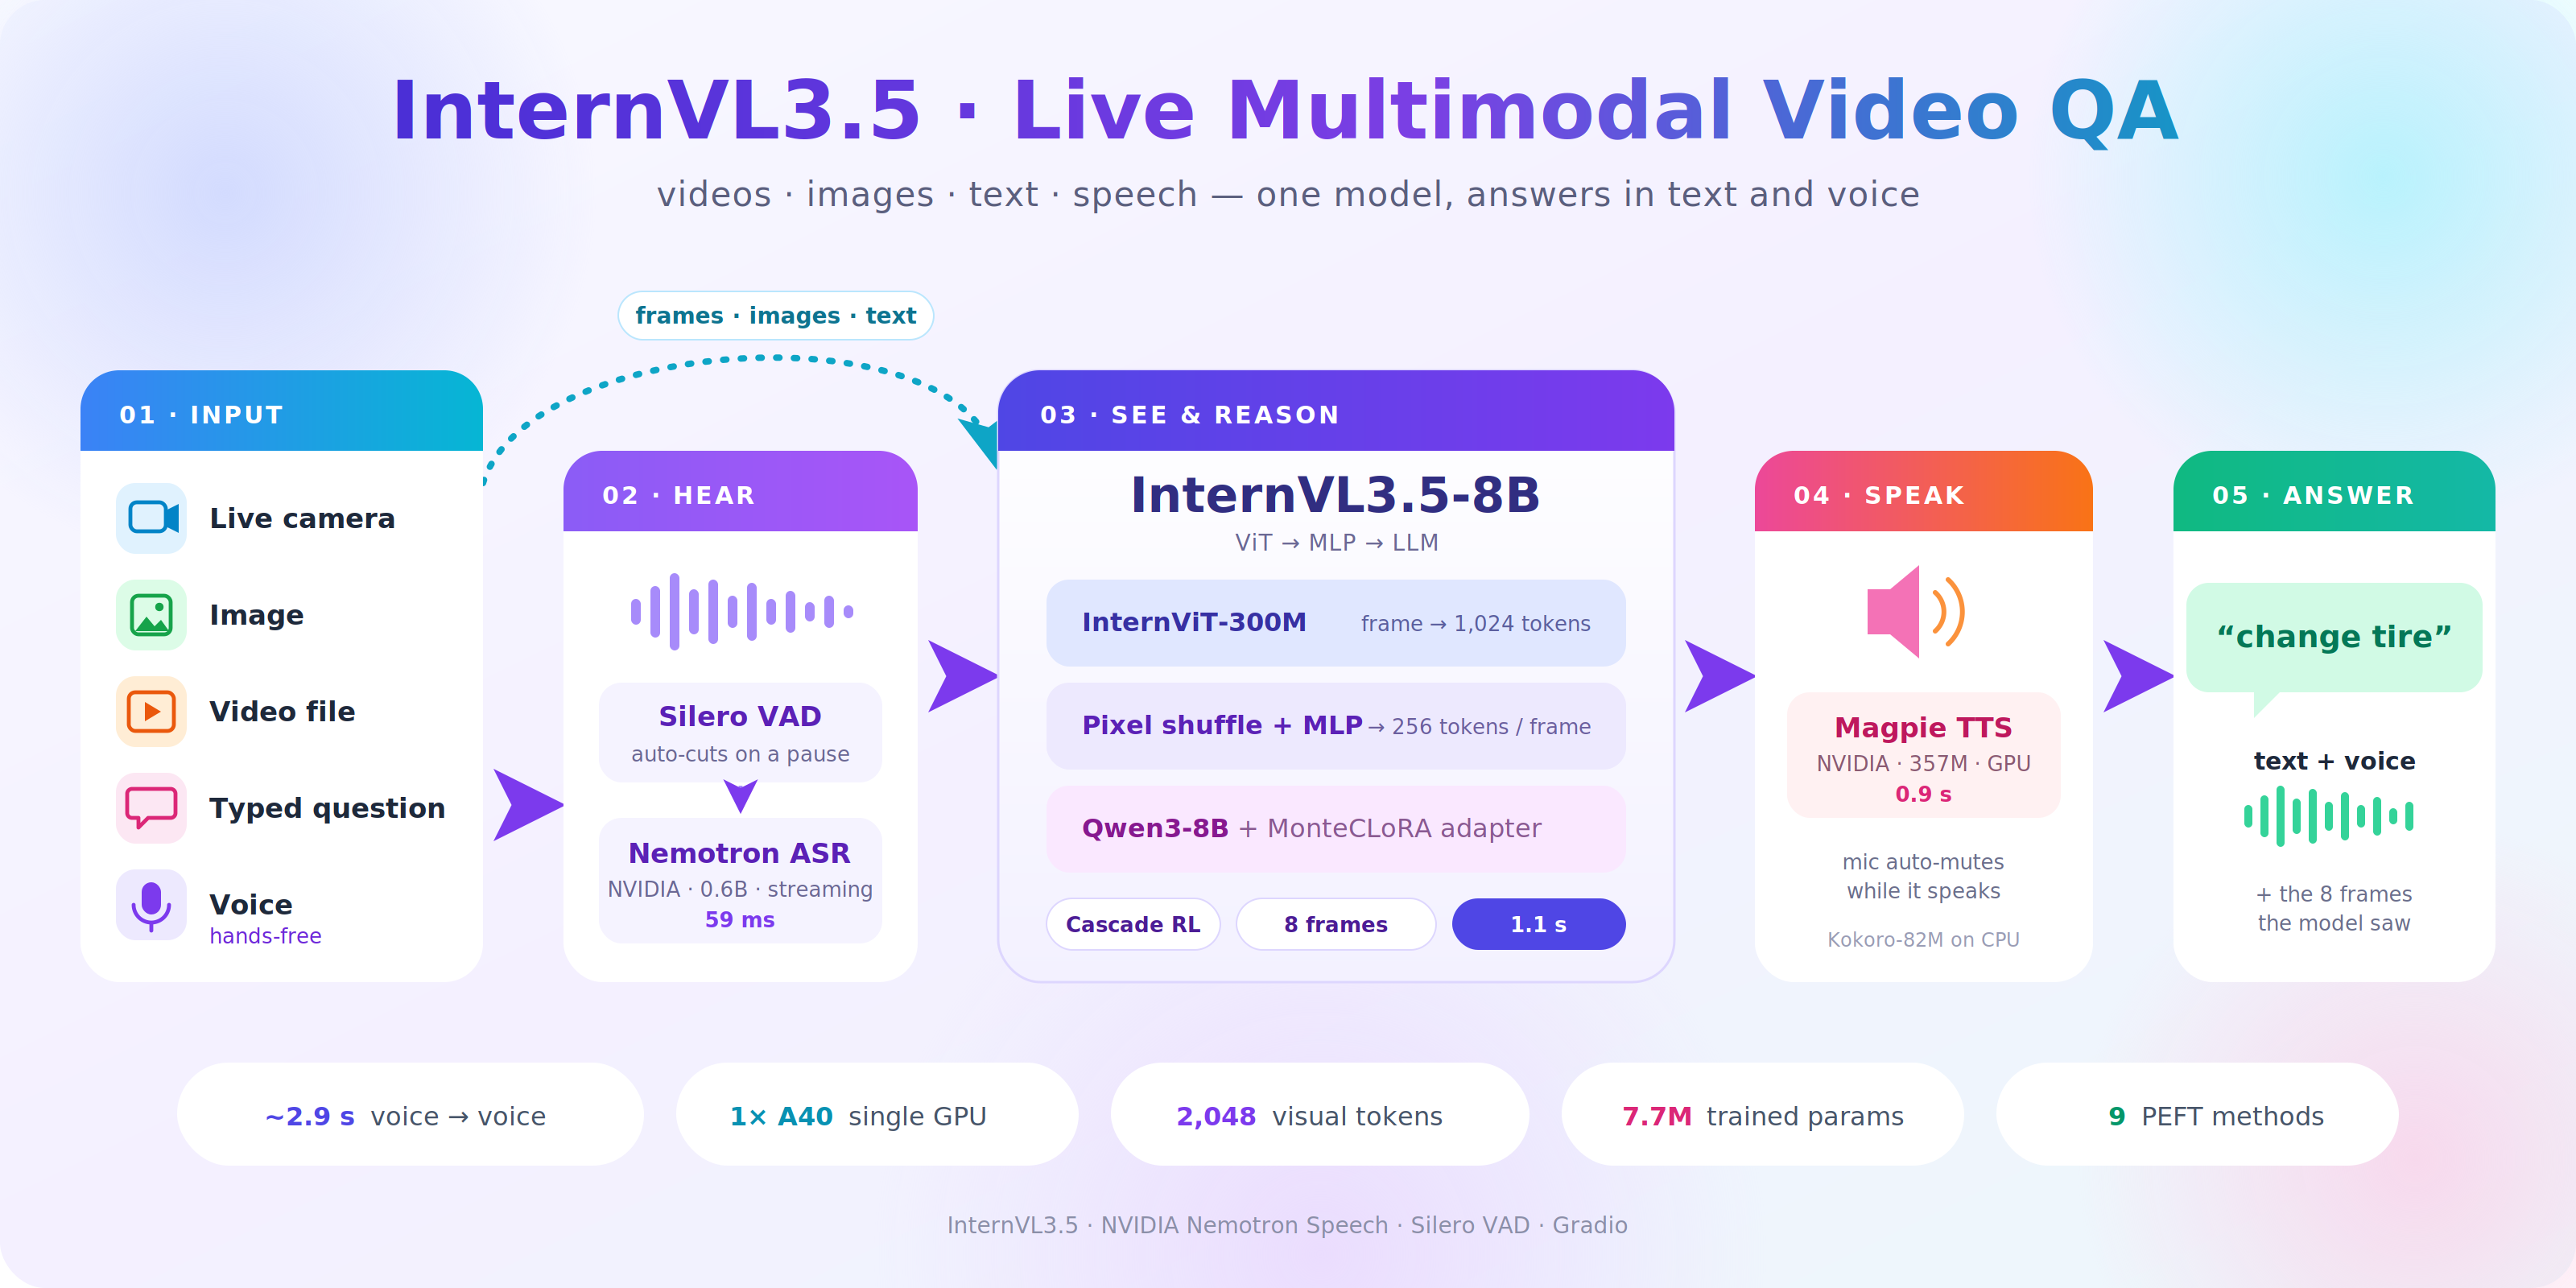 InternVL3.5 · Live Multimodal Video QA
videos · images · text · speech — one model, answers in text and voice
frames · images · text
01 · INPUT
Live camera
Image
Video file
Typed question
Voice
hands-free
02 · HEAR
Silero VAD
auto-cuts on a pause
Nemotron ASR
NVIDIA · 0.6B · streaming
59 ms
03 · SEE & REASON
InternVL3.5-8B
ViT → MLP → LLM
InternViT-300M frame → 1,024 tokens
Pixel shuffle + MLP → 256 tokens / frame
Qwen3-8B + MonteCLoRA adapter
Cascade RL 8 frames 1.1 s
04 · SPEAK
Magpie TTS
NVIDIA · 357M · GPU
0.9 s
mic auto-mutes
while it speaks
Kokoro-82M on CPU
05 · ANSWER
“change tire”
text + voice
+ the 8 frames
the model saw
~2.9 s voice → voice
1× A40 single GPU
2,048 visual tokens
7.7M trained params
9 PEFT methods
InternVL3.5 · NVIDIA Nemotron Speech · Silero VAD · Gradio